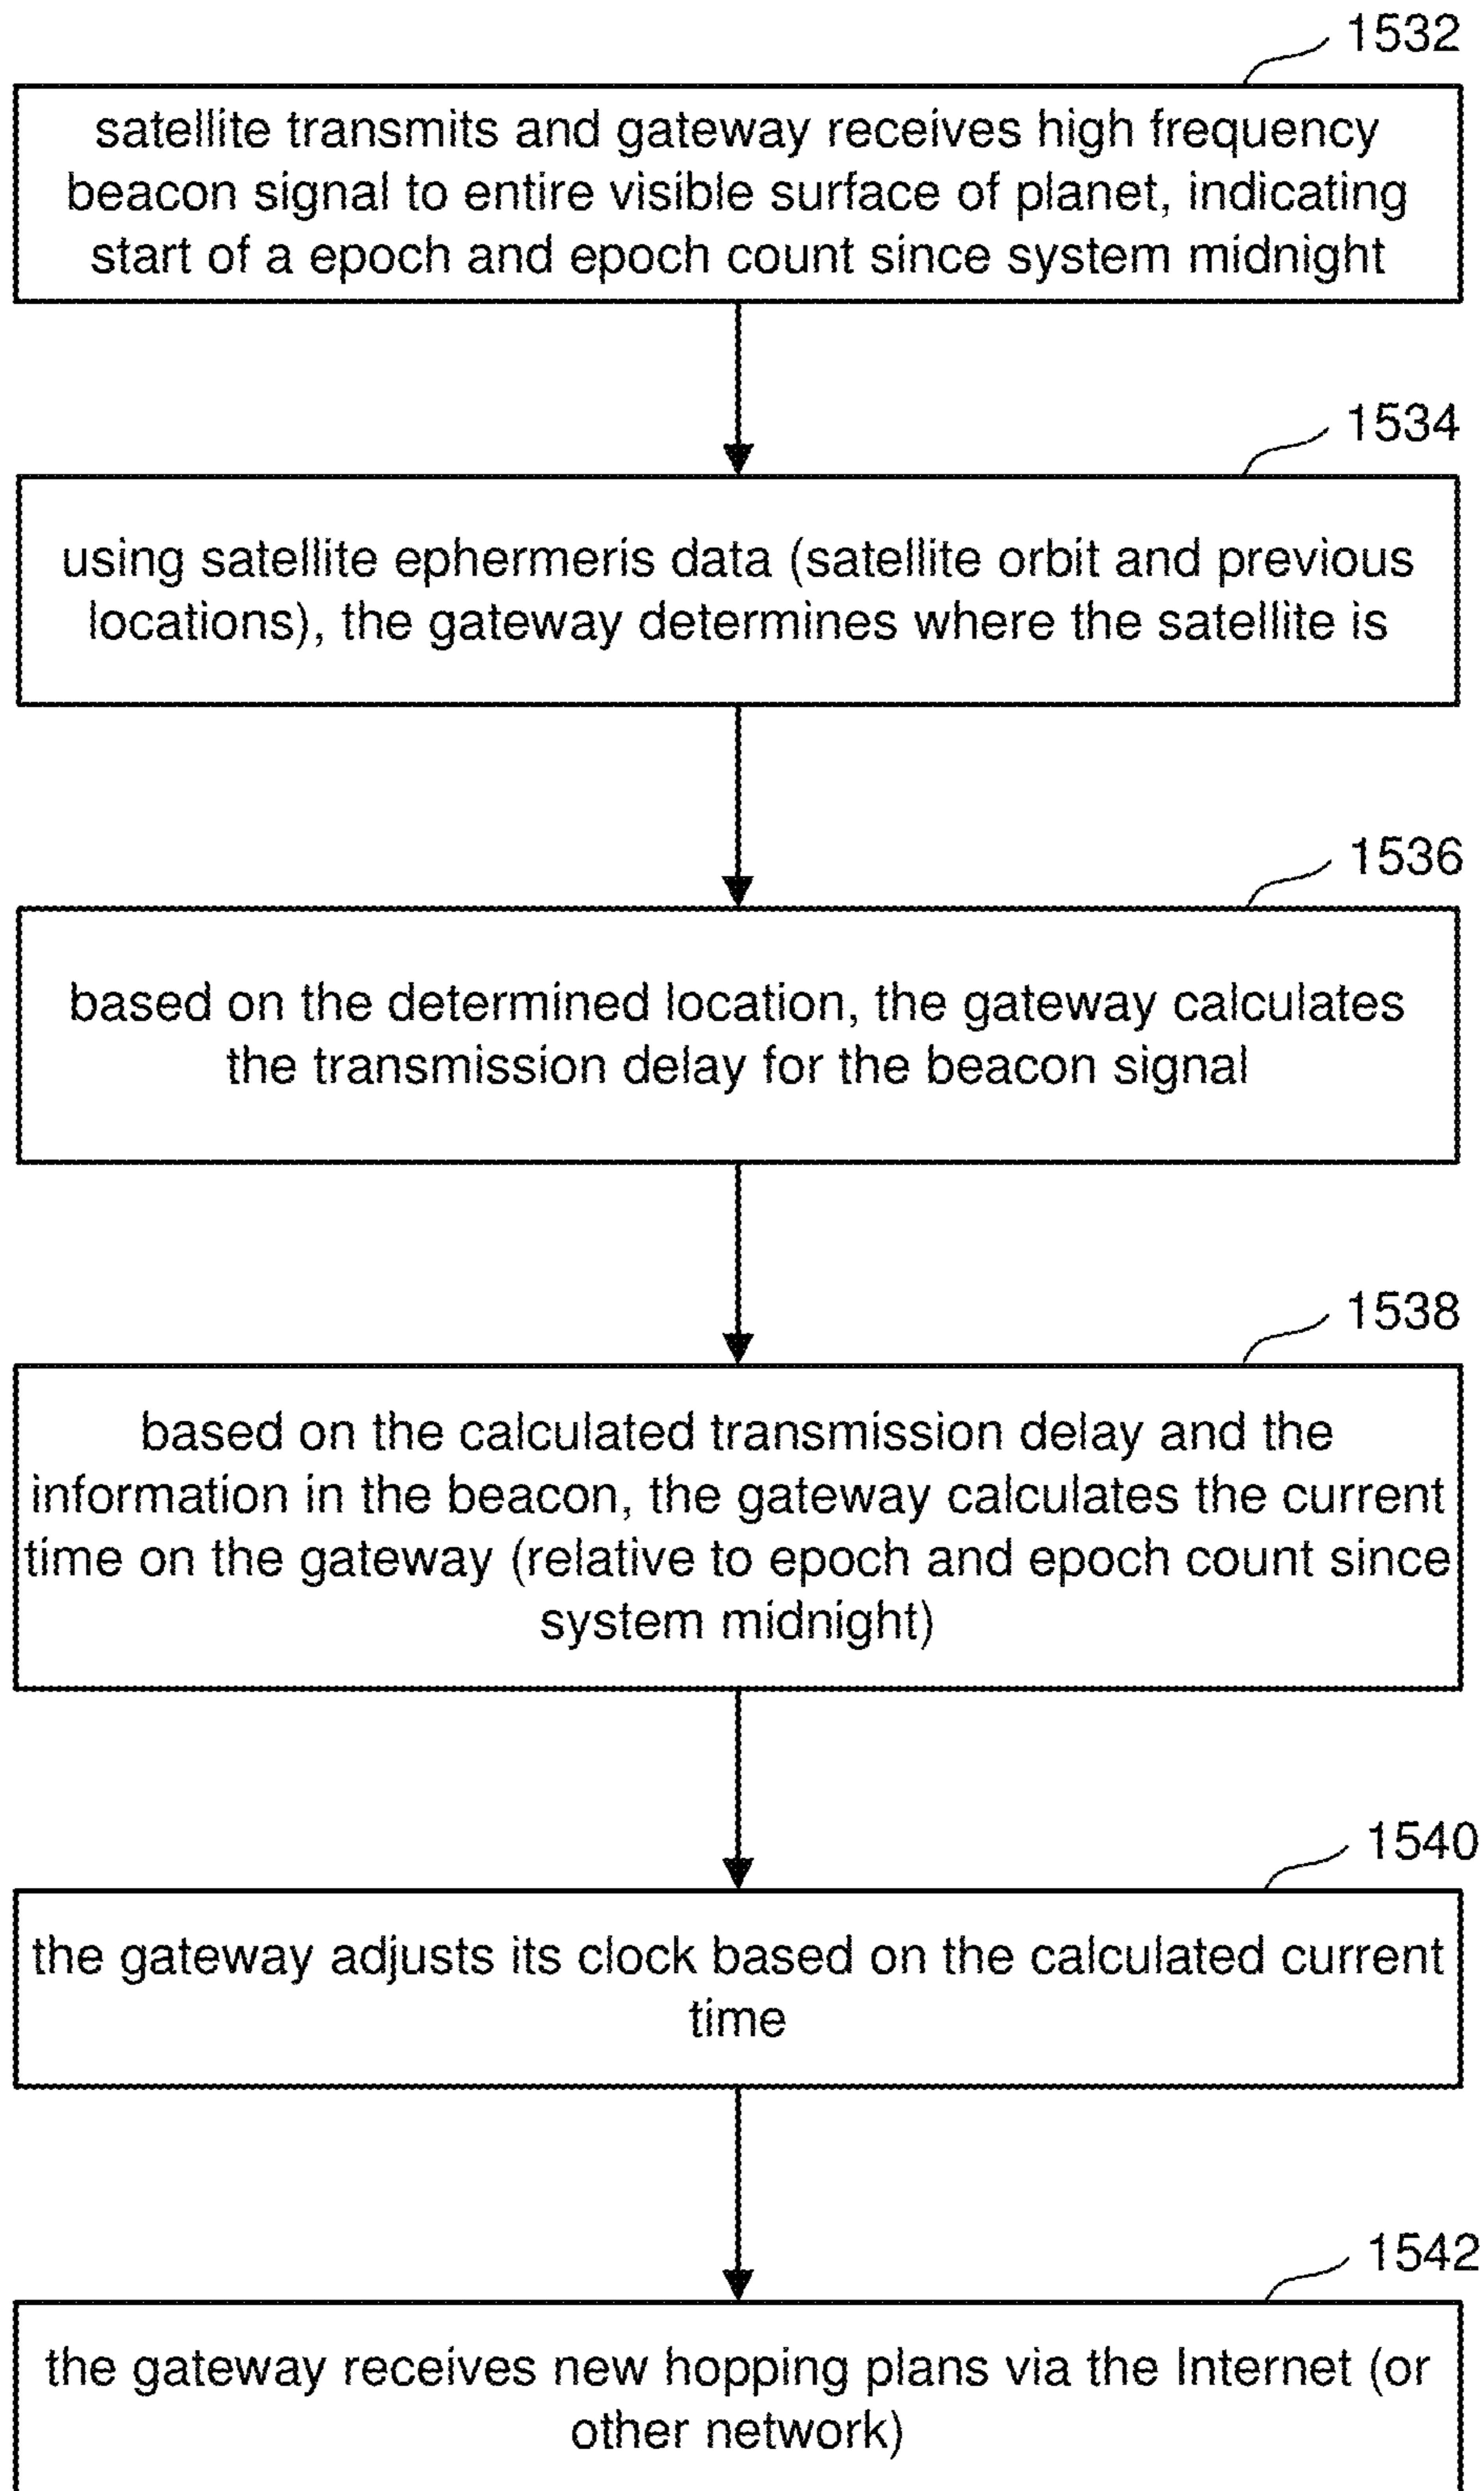 1532
satellite transmits and gateway receives high frequency
beacon signal to entire visible surface of planet, indicating
start of a epoch and epoch count since system midnight
1534
using satellite ephermeris data (satellite orbit and previous
locations), the gateway determines where the satellite is
1536
based on the determined location, the gateway calculates
the transmission delay for the beacon signal
1538
based on the calculated transmission delay and the
information in the beacon, the gateway calculates the current
time on the gateway (relative to epoch and epoch count since
system midnight)
1540
the gateway adjusts its clock based on the calculated current
time
1542
the gateway receives new hopping plans via the Internet (or
other network)